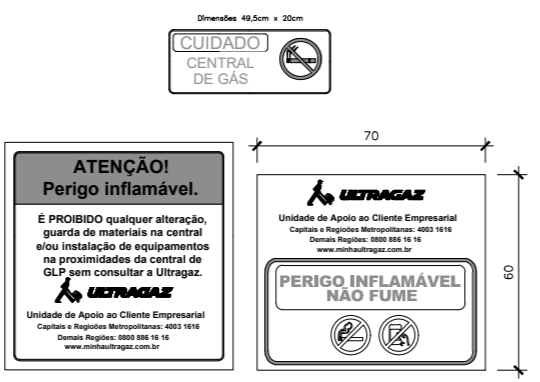 Dimensões 49,5cm x 20cm
CUIDADO
CENTRAL
DE GÁS
ATENÇÃO!
Perigo inflamável.
É PROIBIDO qualquer alteração,
guarda de materiais na central
e/ou instalação de equipamentos
na proximidades da central de
GLP sem consultar a Ultragaz.
ULTRAGAZ
Unidade de Apoio ao Cliente Empresarial
Capitais e Regioões Metropolitanas: 4003 1616
Demais Regiões: 0800 886 16 16
www.minhaultragaz.com.br
70
ULTRAGAZ
Unidade de Apoio ao Cliente Empresarial
Capitais e Regiões Metropolitanas: 4003 1616
Demais Regiões: 0800 886 16 16
www.minhaultragaz.com.br
PERIGO INFLAMÁVEL
NÃO FUME
60